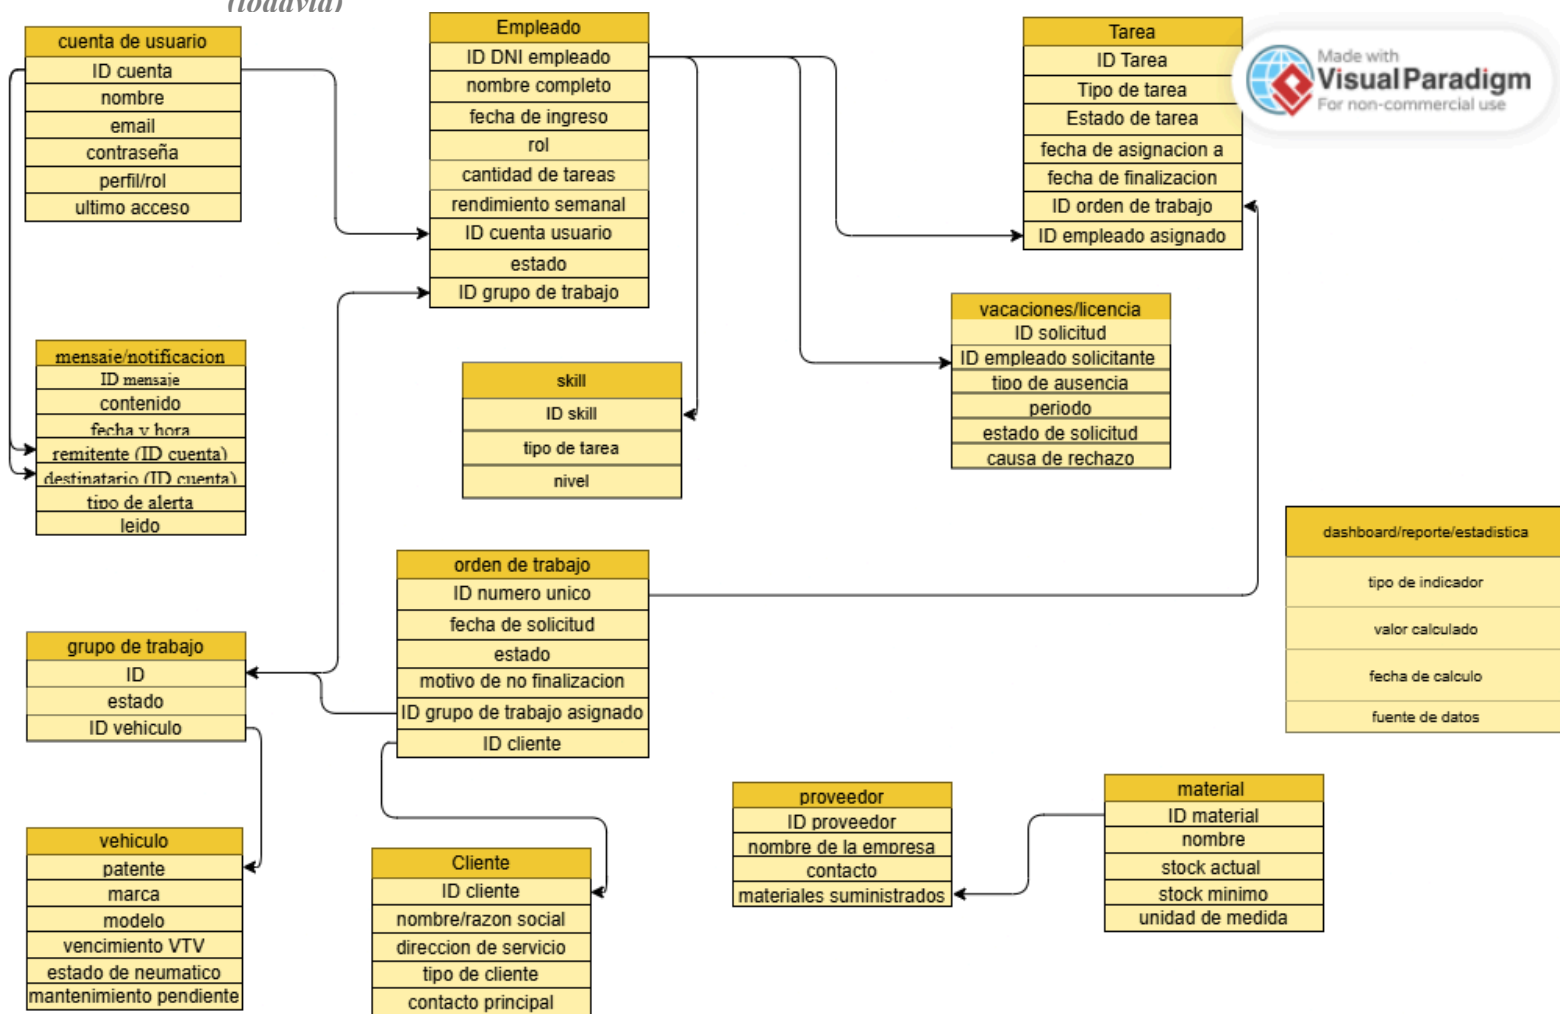 (todavia)
cuenta de usuario
ID cuenta
nombre
email
contraseña
perfil/rol
ultimo acceso
Empleado
ID DNI empleado
nombre completo
fecha de ingreso
rol
cantidad de tareas
rendimiento semanal
ID cuenta usuario
estado
ID grupo de trabajo
Tarea
ID Tarea
Tipo de tarea
Estado de tarea
fecha de asignacion a
fecha de finalizacion
ID orden de trabajo
ID empleado asignado
Made with
Visual Paradigm
For non-commercial use
vacaciones/licencia
ID solicitud
ID empleado solicitante
tipo de ausencia
periodo
estado de solicitud
causa de rechazo
mensaje/notificacion
ID mensaje
contenido
fecha y hora
remitente (ID cuenta)
destinatario (ID cuenta)
tipo de alerta
leido
skill
ID skill
tipo de tarea
nivel
dashboard/reporte/estadistica
tipo de indicador
valor calculado
fecha de calculo
fuente de datos
orden de trabajo
ID numero unico
fecha de solicitud
estado
motivo de no finalizacion
ID grupo de trabajo asignado
ID cliente
grupo de trabajo
ID
estado
ID vehiculo
vehiculo
patente
marca
modelo
vencimiento VTV
estado de neumatico
mantenimiento pendiente
Cliente
ID cliente
nombre/razon social
direccion de servicio
tipo de cliente
contacto principal
proveedor
ID proveedor
nombre de la empresa
contacto
materiales suministrados
material
ID material
nombre
stock actual
stock minimo
unidad de medida